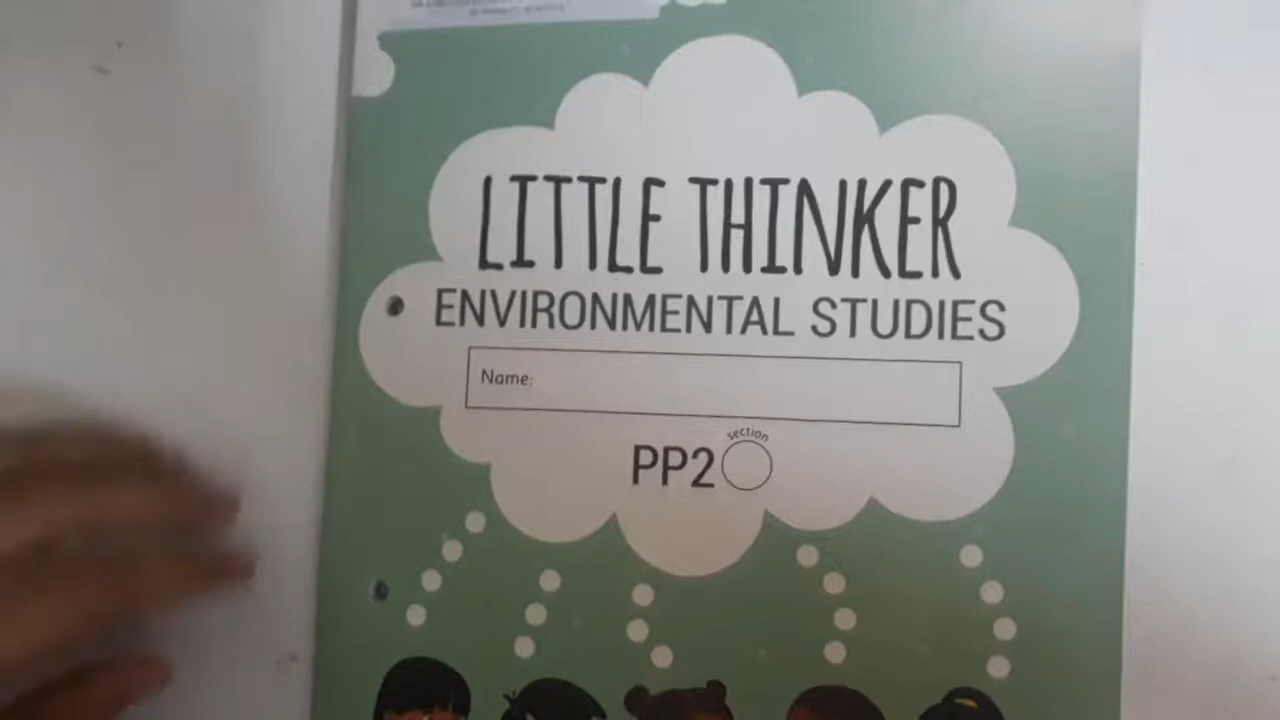 LITTLE THINKER
ENVIRONMENTAL STUDIES
Name:
section
PP2